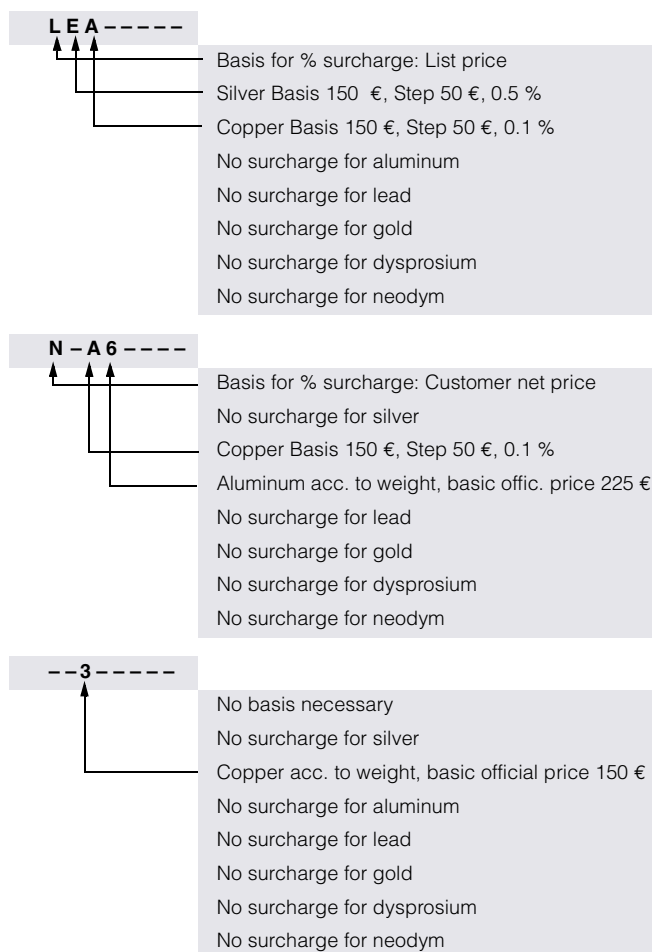 L E A – – – – –
Basis for % surcharge: List price
Silver Basis 150 €, Step 50 €, 0.5 %
Copper Basis 150 €, Step 50 €, 0.1 %
No surcharge for aluminum
No surcharge for lead
No surcharge for gold
No surcharge for dysprosium
No surcharge for neodym
N – A 6 – – – –
Basis for % surcharge: Customer net price
No surcharge for silver
Copper Basis 150 €, Step 50 €, 0.1 %
Aluminum acc. to weight, basic offic. price 225 €
No surcharge for lead
No surcharge for gold
No surcharge for dysprosium
No surcharge for neodym
– – 3 – – – – –
No basis necessary
No surcharge for silver
Copper acc. to weight, basic official price 150 €
No surcharge for aluminum
No surcharge for lead
No surcharge for gold
No surcharge for dysprosium
No surcharge for neodym